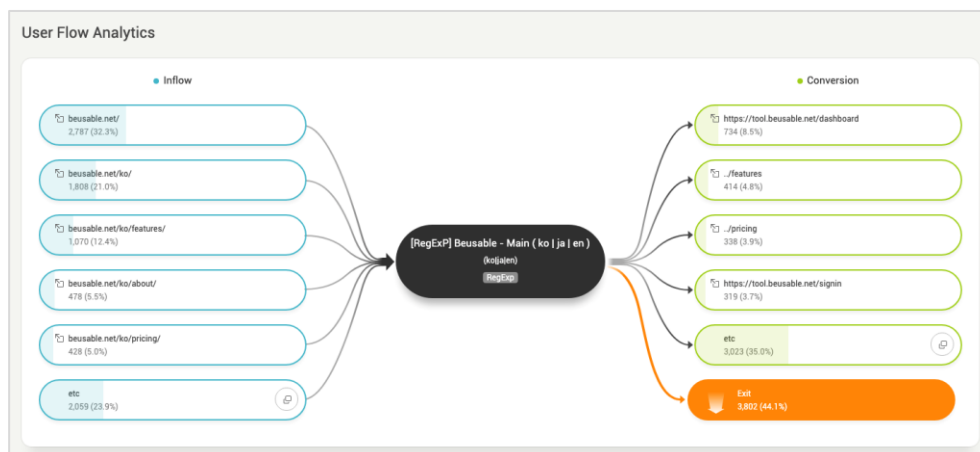 User Flow Analytics
Inflow
beusable.net/
2,787 (32.3%)
beusable.net/ko/
1,808 (21.0%)
beusable.net/ko/features/
1,070 (12.4%)
beusable.net/ko/about/
478 (5.5%)
beusable.net/ko/pricing/
428 (5.0%)
etc
2,059 (23.9%)
[RegExP] Beusable - Main ( ko | ja | en )
(ko|ja|en)
RegExp
Conversion
https://tool.beusable.net/dashboard
734 (8.5%)
../features
414 (4.8%)
../pricing
338 (3.9%)
https://tool.beusable.net/signin
319 (3.7%)
etc
3,023 (35.0%)
Exit
3,802 (44.1%)